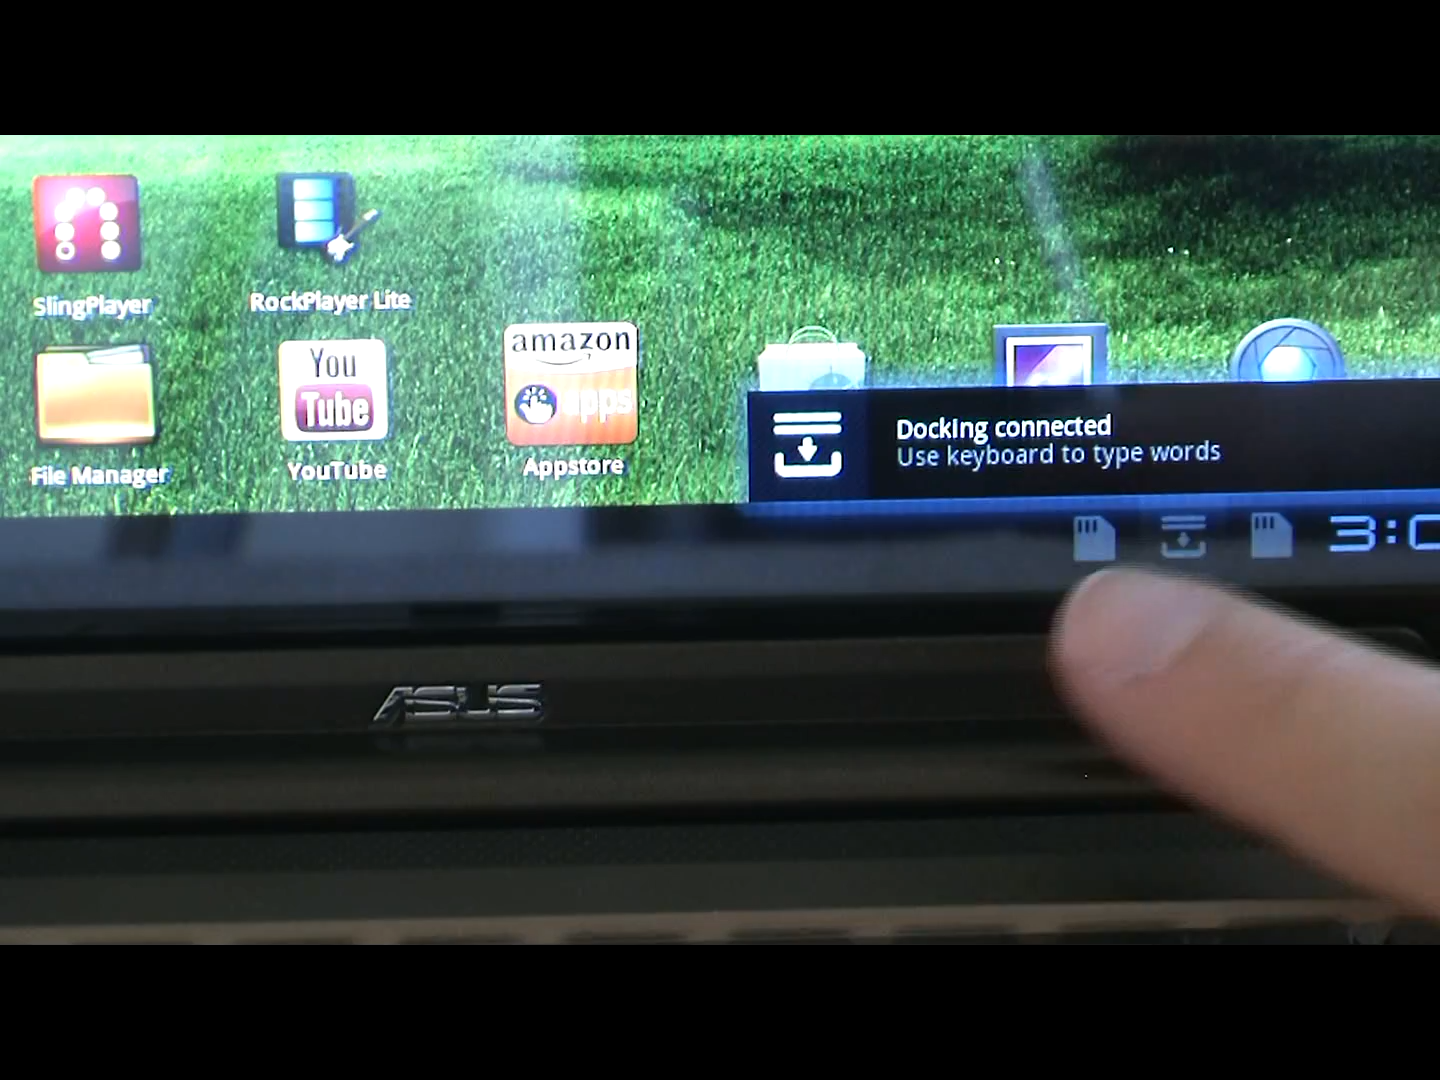 SlingPlayer
RockPlayer Lite
You
Tube
amazon
apps
File Manager
YouTube
Appstore
Docking connected
Use keyboard to type words
ASUS